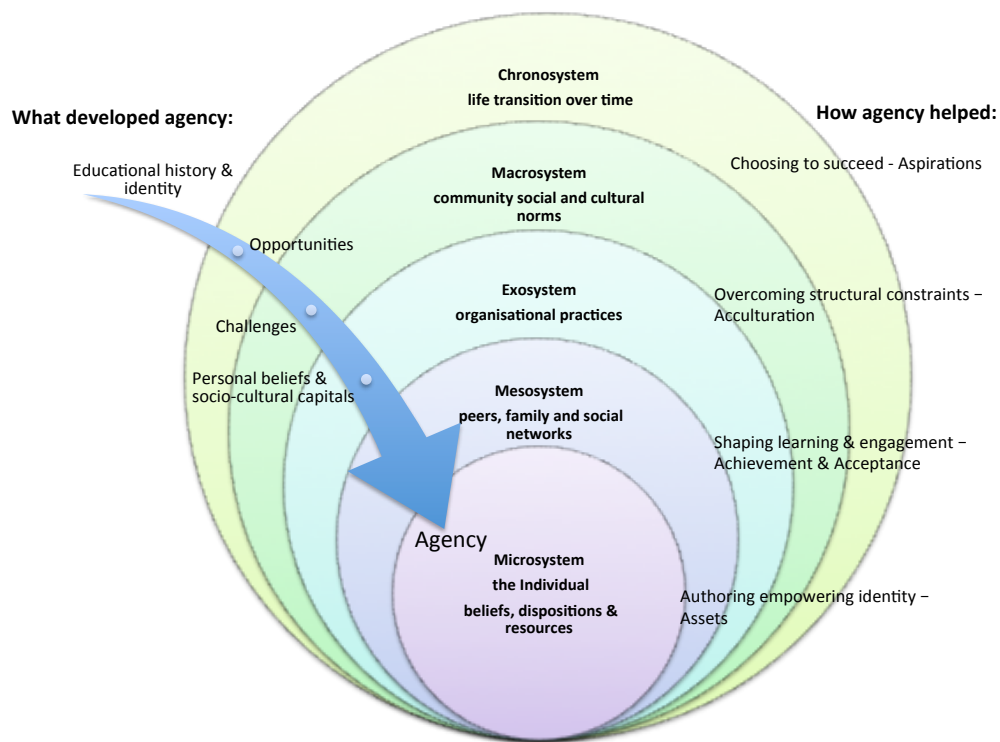 What developed agency:
Educational history &
identity
Opportunities
Challenges
Personal beliefs &
socio-cultural capitals
Agency
Chronosystem
life transition over time
Macrosystem
community social and cultural
norms
Exosystem
organisational practices
Mesosystem
peers, family and social
networks
Microsystem
the Individual
beliefs, dispositions &
resources
How agency helped:
Choosing to succeed - Aspirations
Overcoming structural constraints –
Acculturation
Shaping learning & engagement –
Achievement & Acceptance
Authoring empowering identity –
Assets